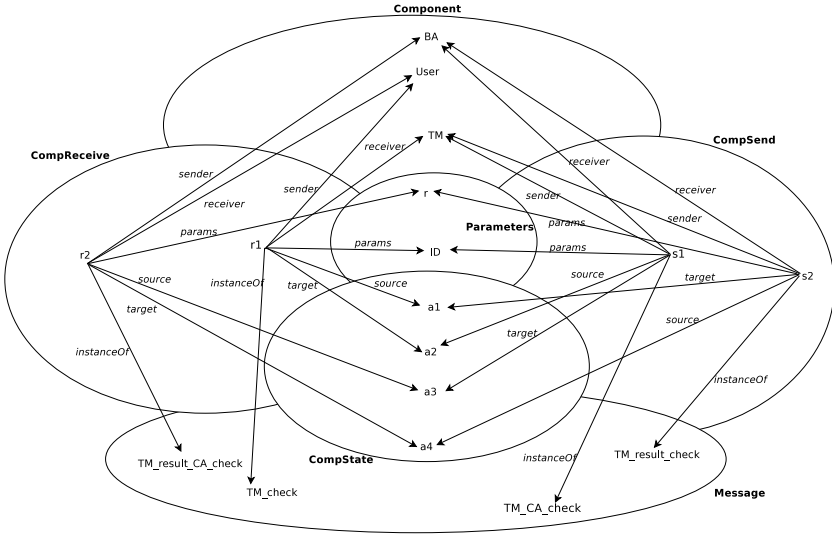 Component
BA
User
TM
CompReceive
CompSend
receiver
receiver
sender
sender
sender
receiver
receiver
sender
r
params
params
Parameters
r1
params
ID
params
s1
r2
source
instanceOf
target
source
source
target
s2
target
a1
source
target
instanceOf
a2
a3
instanceOf
a4
CompState
instanceOf
TM_result_check
TM_result_CA_check
TM_check
Message
TM_CA_check